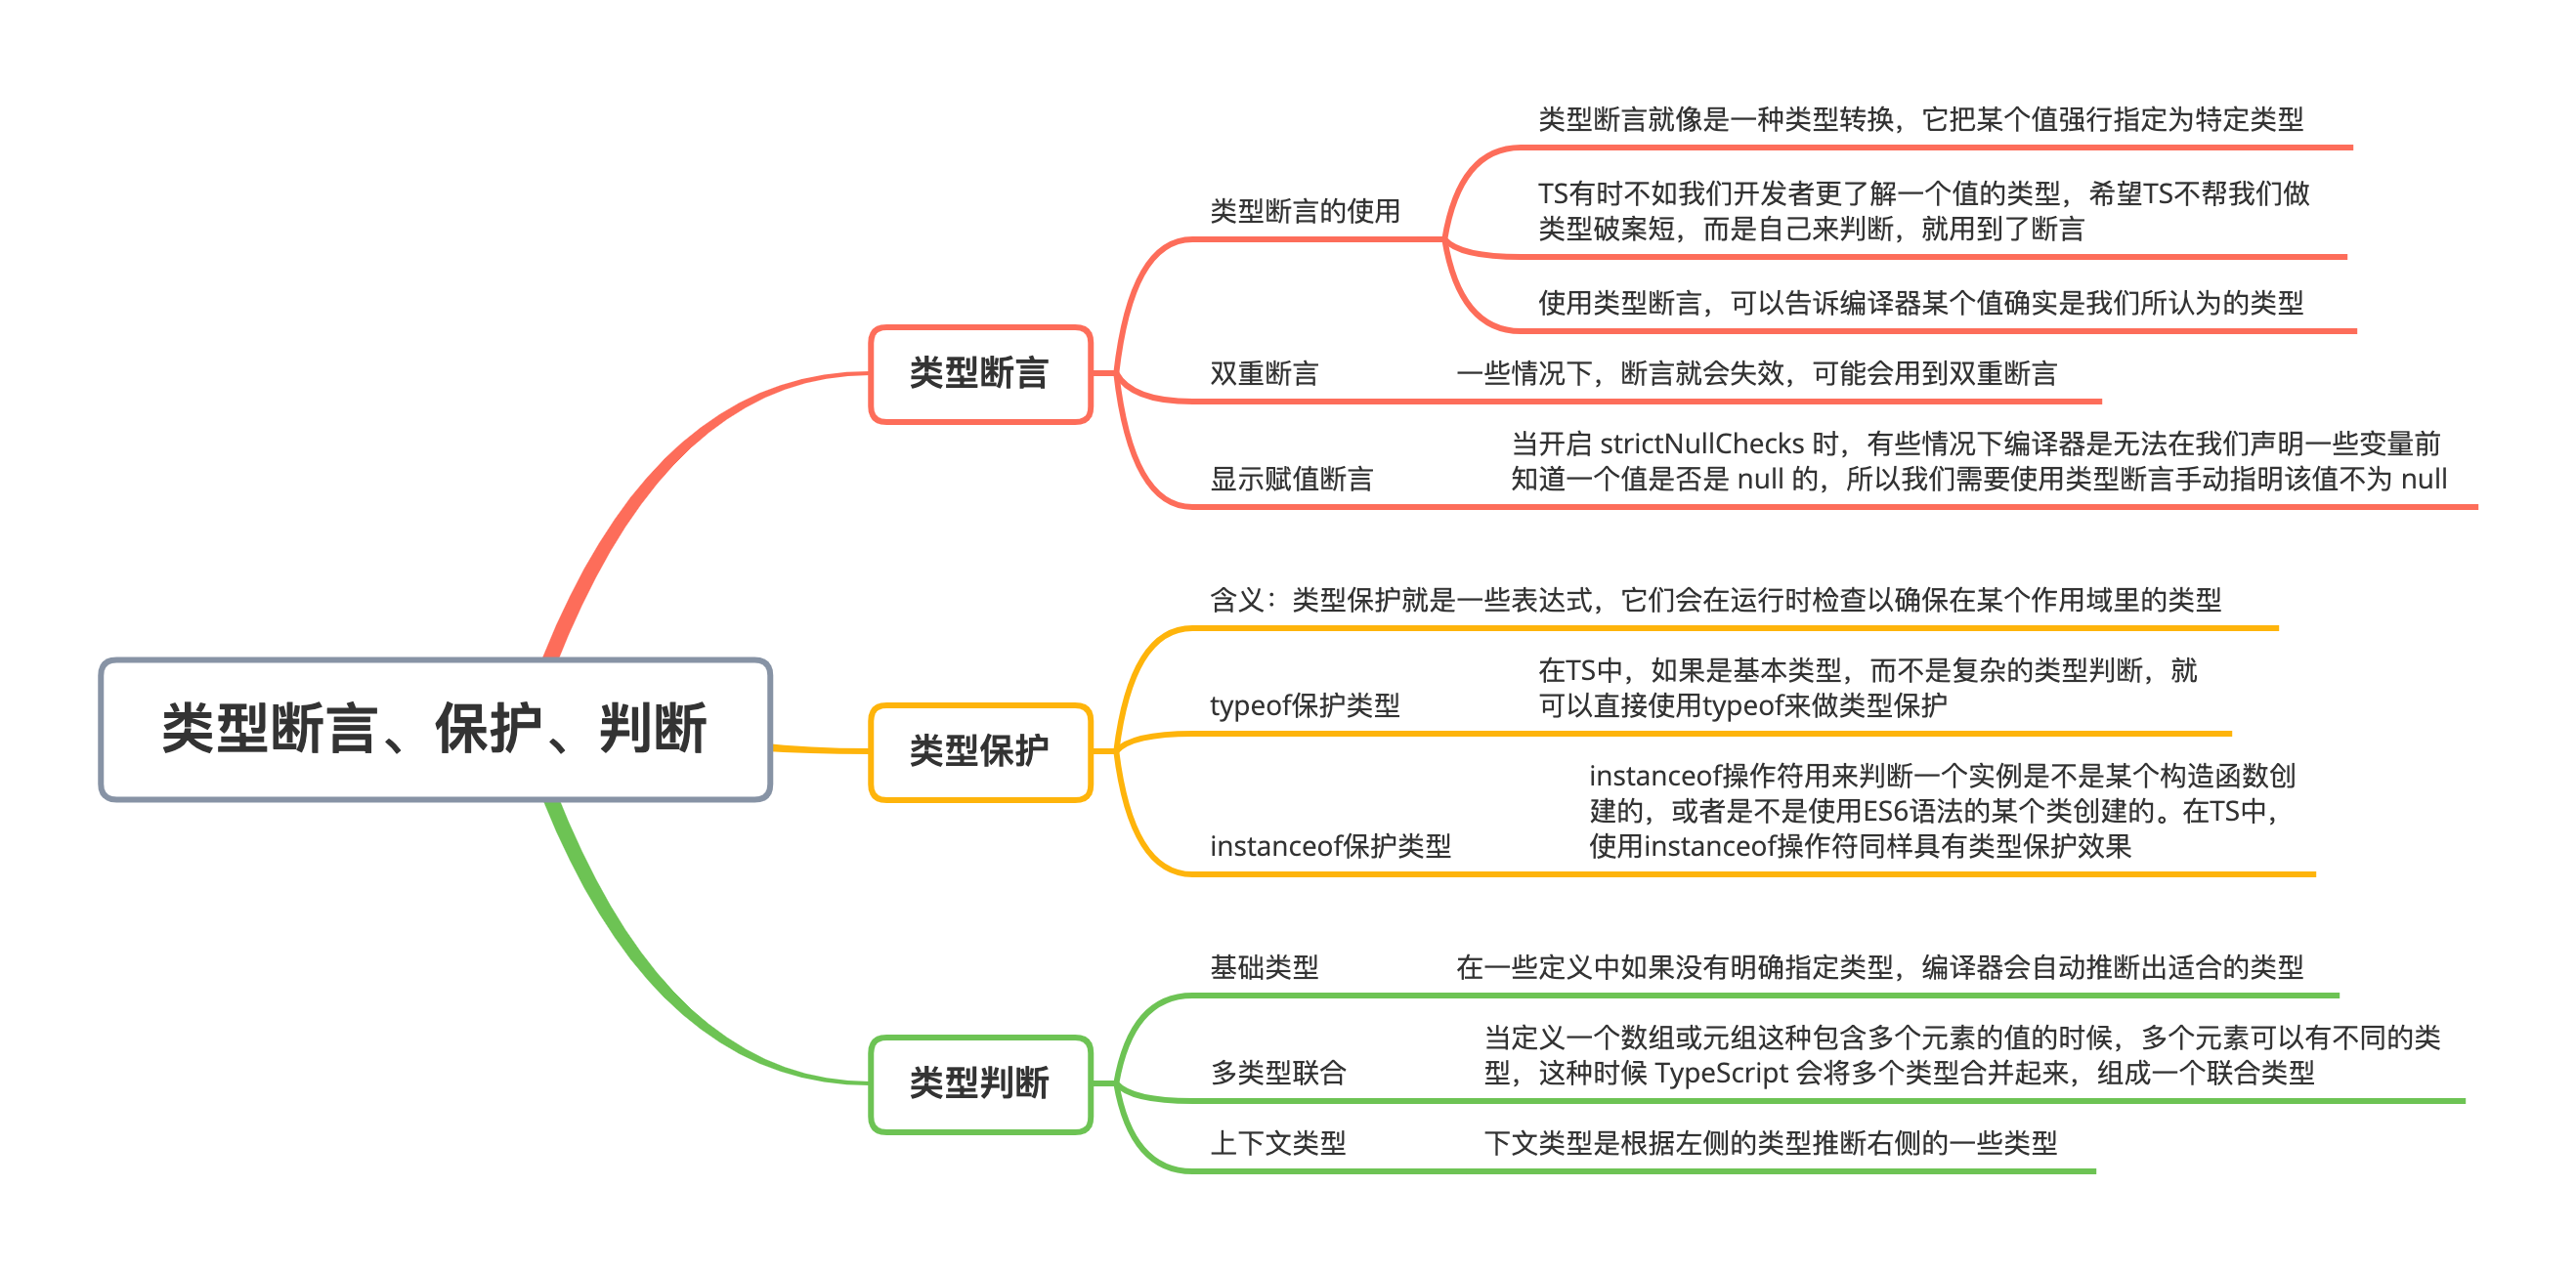 类型断言、保护、判断
类型断言
类型断言的使用
类型断言就像是一种类型转换，它把某个值强行指定为特定类型
TS有时不如我们开发者更了解一个值的类型，希望TS不帮我们做
类型破案短，而是自己来判断，就用到了断言
使用类型断言，可以告诉编译器某个值确实是我们所认为的类型
双重断言
一些情况下，断言就会失效，可能会用到双重断言
显示赋值断言
当开启 strictNullChecks 时，有些情况下编译器是无法在我们声明一些变量前
知道一个值是否是 null 的，所以我们需要使用类型断言手动指明该值不为 null
类型保护
含义：类型保护就是一些表达式，它们会在运行时检查以确保在某个作用域里的类型
typeof保护类型
在TS中，如果是基本类型，而不是复杂的类型判断，就
可以直接使用typeof来做类型保护
instanceof保护类型
instanceof操作符用来判断一个实例是不是某个构造函数创
建的，或者是不是使用ES6语法的某个类创建的。在TS中，
使用instanceof操作符同样具有类型保护效果
类型判断
基础类型
在一些定义中如果没有明确指定类型，编译器会自动推断出适合的类型
多类型联合
当定义一个数组或元组这种包含多个元素的值的时候，多个元素可以有不同的类
型，这种时候 TypeScript 会将多个类型合并起来，组成一个联合类型
上下文类型
下文类型是根据左侧的类型推断右侧的一些类型